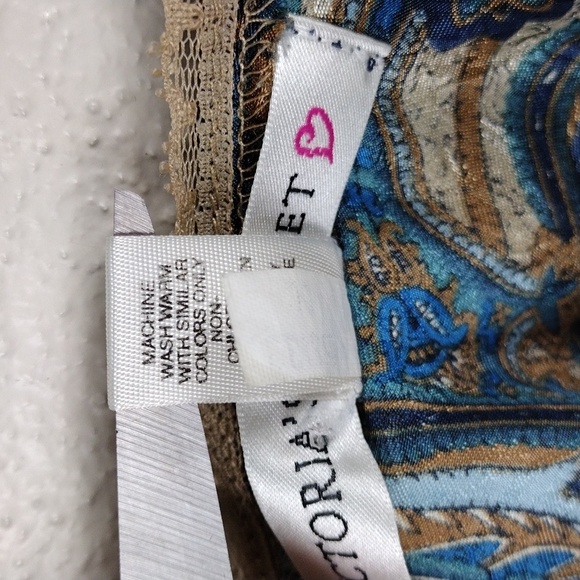 MACHINE
WASH WARM
WITH SIMILAR
COLORS ONLY
NON-
CTORIA'S
ET